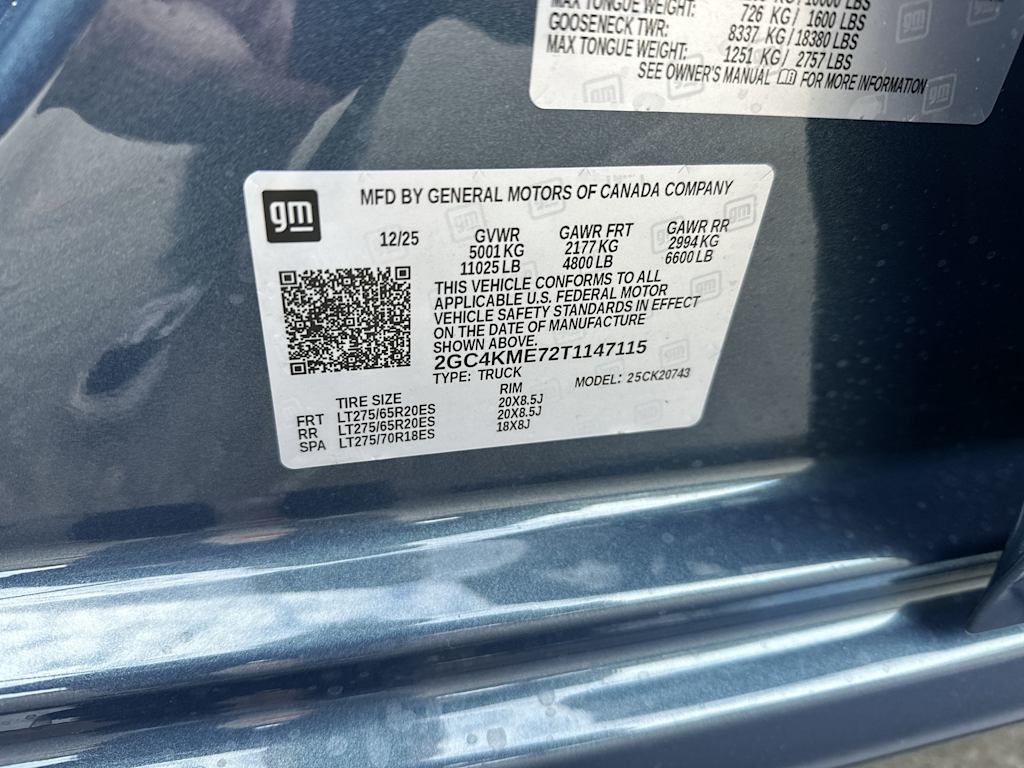 MAX TONGUE WEIGHT: 726 KG / 1600 LBS
GOOSENECK TWR: 8337 KG / 18380 LBS
MAX TONGUE WEIGHT: 1251 KG / 2757 LBS
SEE OWNER'S MANUAL FOR MORE INFORMATION
gm
MFD BY GENERAL MOTORS OF CANADA COMPANY
12/25 GVWR GAWR FRT GAWR RR
5001 KG 2177 KG 2994 KG
11025 LB 4800 LB 6600 LB
THIS VEHICLE CONFORMS TO ALL
APPLICABLE U.S. FEDERAL MOTOR
VEHICLE SAFETY STANDARDS IN EFFECT
ON THE DATE OF MANUFACTURE
SHOWN ABOVE.
2GC4KME72T1147115
TYPE: TRUCK MODEL: 25CK20743
TIRE SIZE RIM
FRT LT275/65R20ES 20X8.5J
RR LT275/65R20ES 20X8.5J
SPA LT275/70R18ES 18X8J